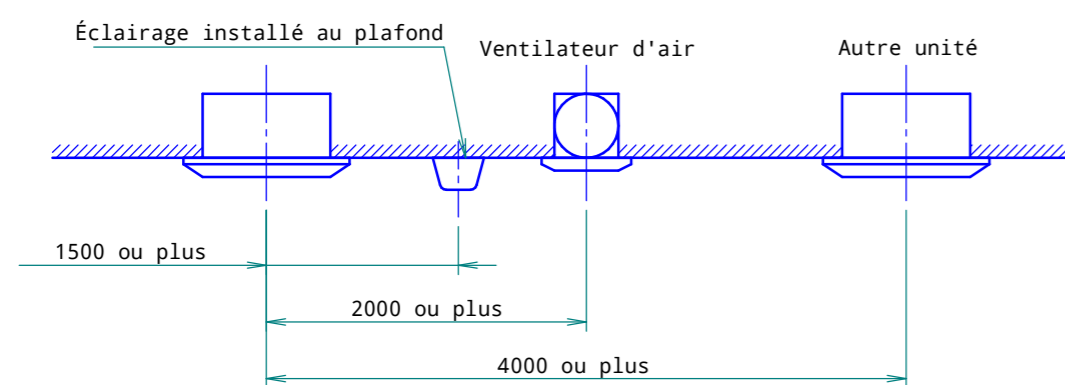 Éclairage installé au plafond
Ventilateur d'air
Autre unité
1500 ou plus
2000 ou plus
4000 ou plus